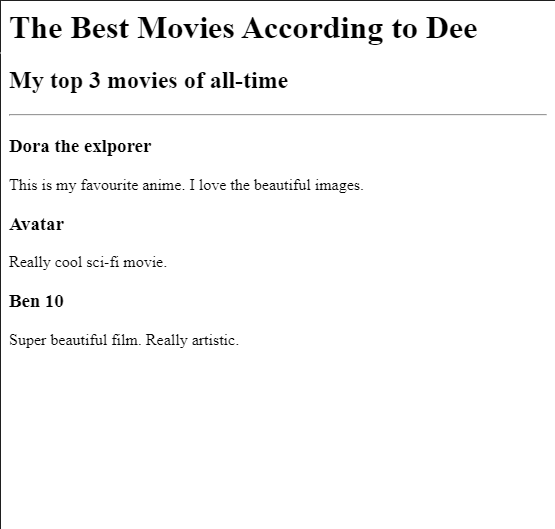 The Best Movies According to Dee
My top 3 movies of all-time
Dora the exlporer
This is my favourite anime. I love the beautiful images.
Avatar
Really cool sci-fi movie.
Ben 10
Super beautiful film. Really artistic.